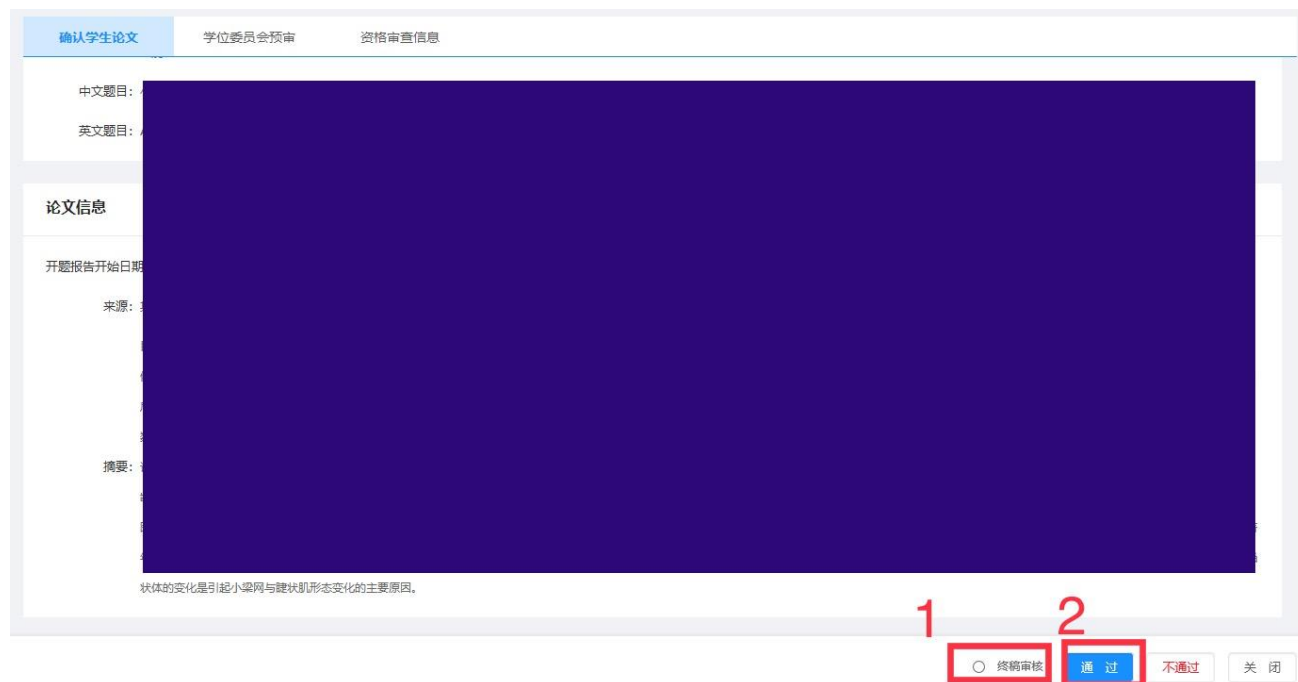 确认学生论文 学位委员会预审 资格审查信息
中文题目:
英文题目:
论文信息
开题报告开始日期
来源:
摘要:
状体的变化是引起小梁网与睫状肌形态变化的主要原因。
1 2
终稿审核 通 过 不通过 关 闭